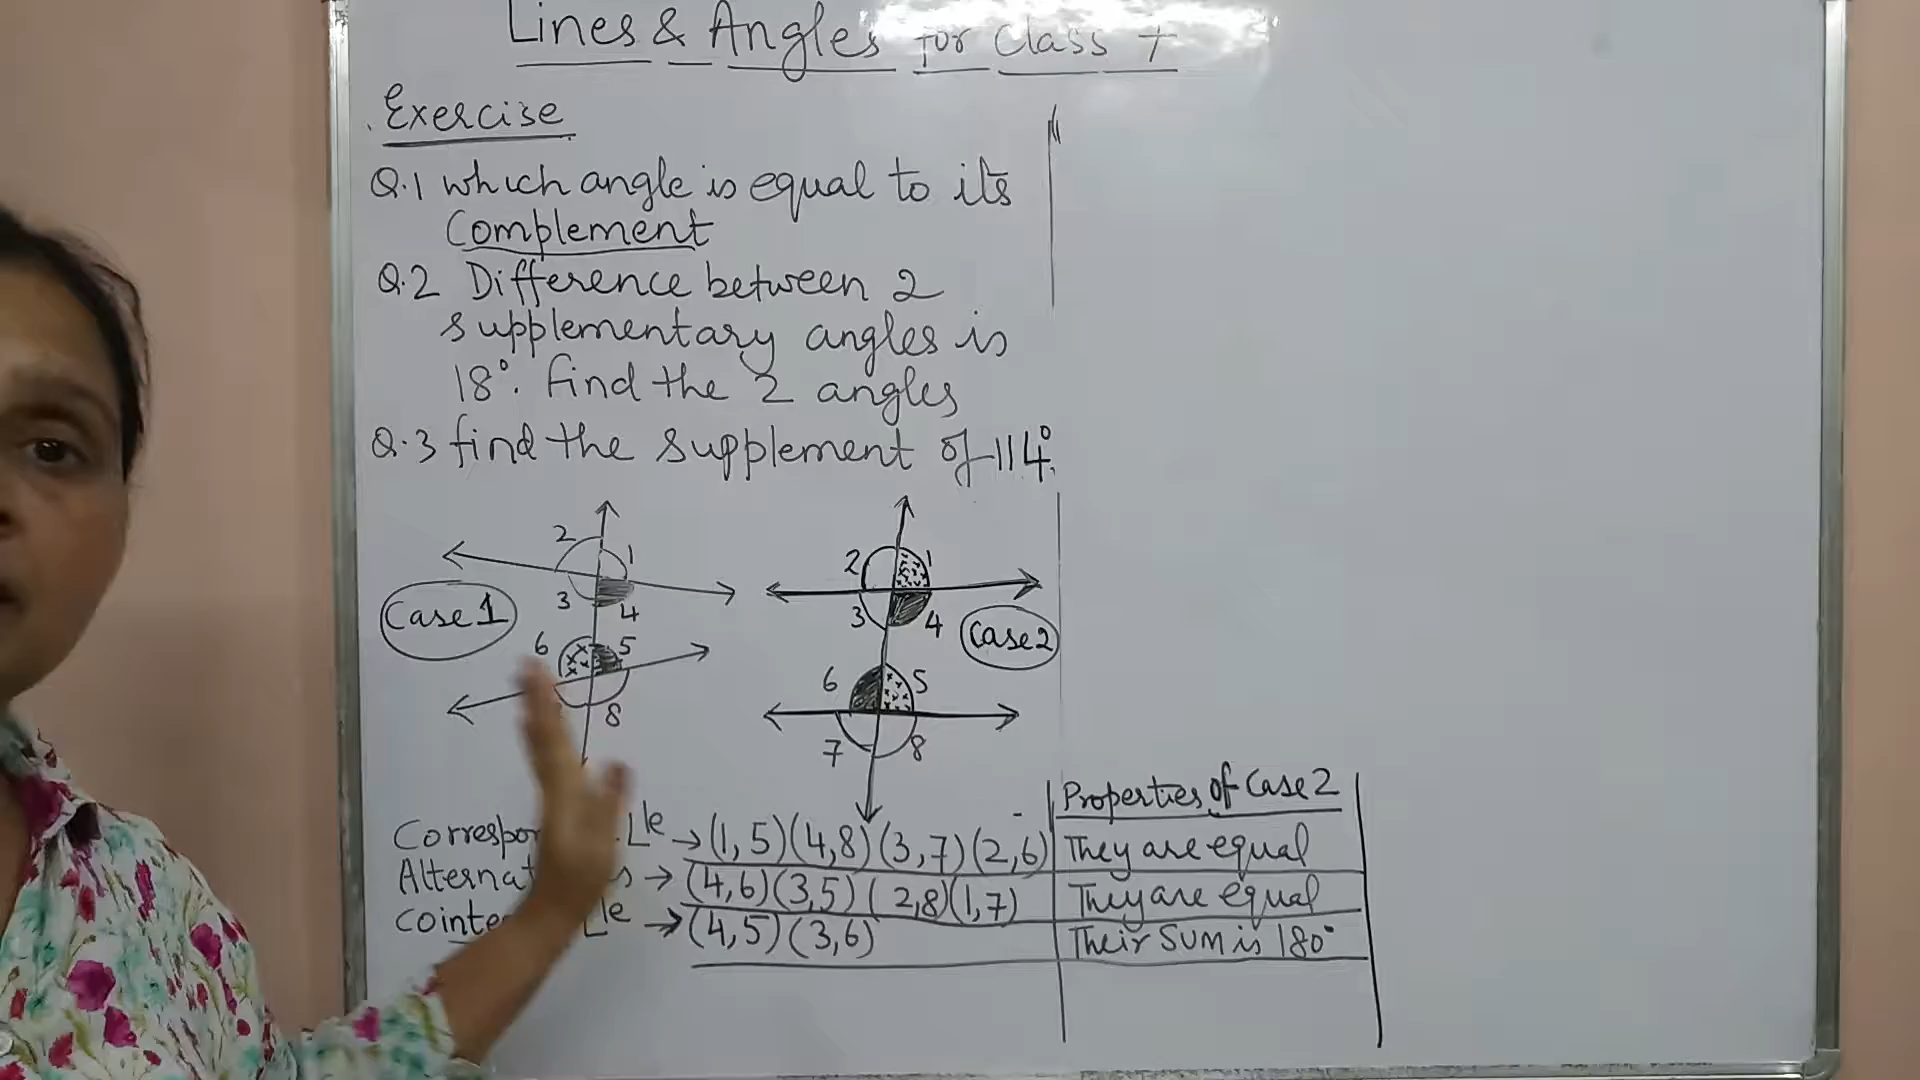 Lines & Angles for Class 7
Exercise
Q.1 which angle is equal to its
Complement
Q.2 Difference between 2
supplementary angles is
18°. find the 2 angles
Q.3 find the supplement of 114°.
2
1
3
4
Case 1
6
5
8
2
1
3
4
Case 2
6
5
7
8
Properties of Case 2
→ (1,5) (4,8) (3,7) (2,6) They are equal
→ (4,6) (3,5) (2,8) (1,7) They are equal
→ (4,5) (3,6) Their SUM is 180°